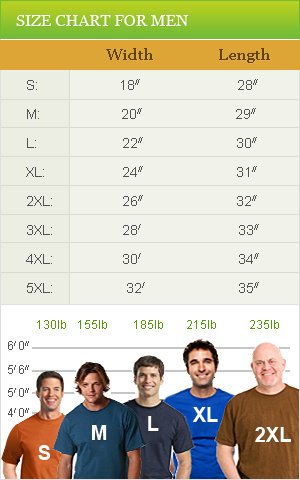 SIZE CHART FOR MEN
Width Length
S: 18" 28"
M: 20" 29"
L: 22" 30"
XL: 24" 31"
2XL: 26" 32"
3XL: 28' 33"
4XL: 30' 34"
5XL: 32' 35"
130lb 155lb 185lb 215lb 235lb
6' 0"
5' 6"
5' 0"
4' 0"
S M L XL 2XL